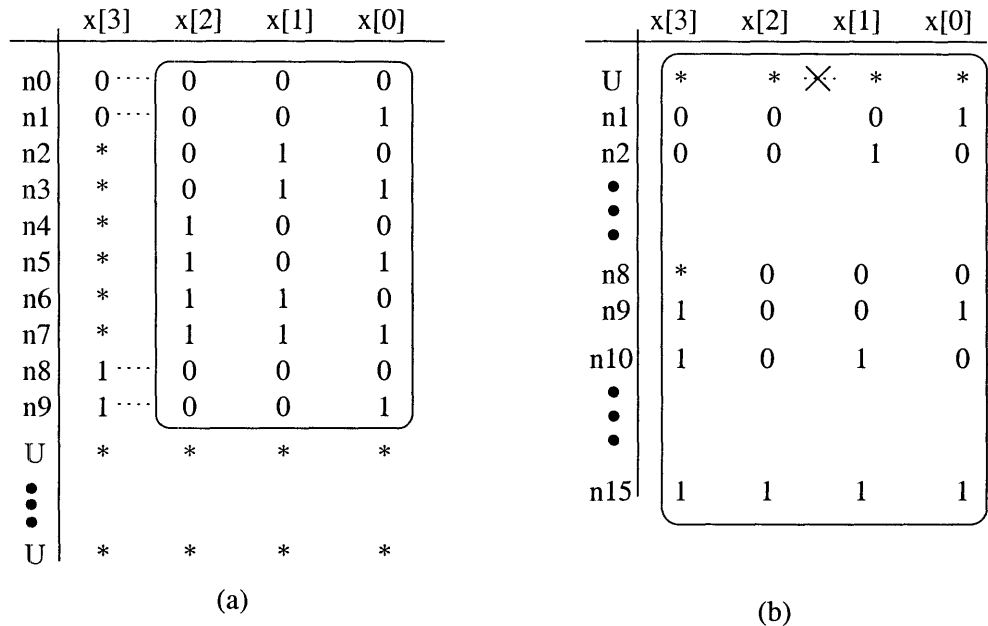 x[3] x[2] x[1] x[0]
n0 0 0 0 0
n1 0 0 0 1
n2 * 0 1 0
n3 * 0 1 1
n4 * 1 0 0
n5 * 1 0 1
n6 * 1 1 0
n7 * 1 1 1
n8 1 0 0 0
n9 1 0 0 1
U * * * *
U * * * *
(a)
x[3] x[2] x[1] x[0]
U * * * *
n1 0 0 0 1
n2 0 0 1 0
n8 * 0 0 0
n9 1 0 0 1
n10 1 0 1 0
n15 1 1 1 1
(b)